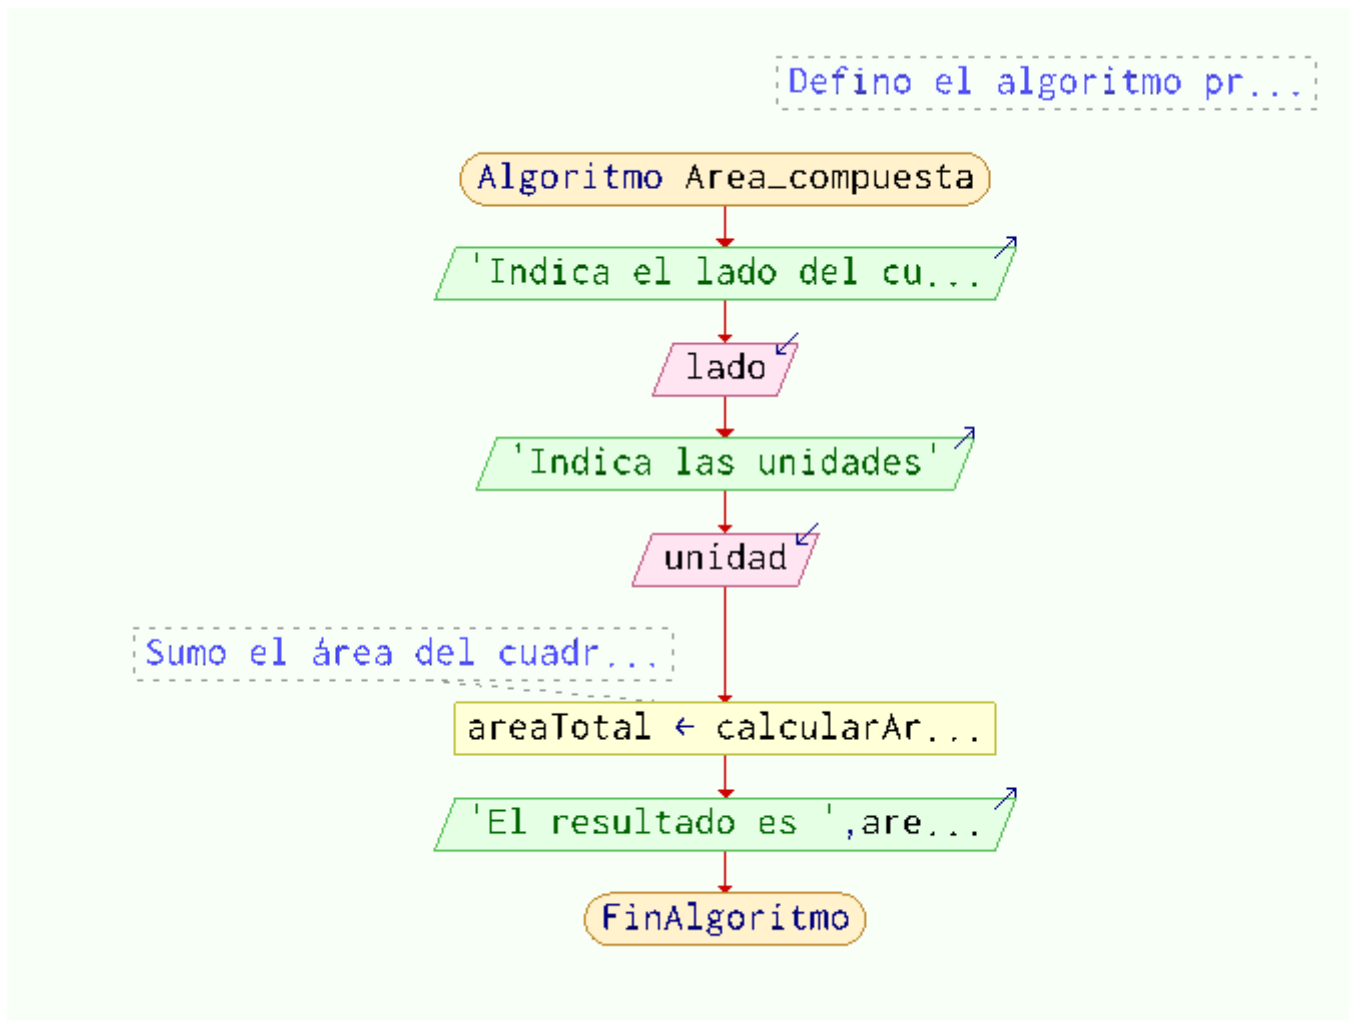 Defino el algoritmo pr...
Algoritmo Area_compuesta
'Indica el lado del cu...
lado
'Indica las unidades'
unidad
Sumo el área del cuadr...
areaTotal ← calcularAr...
'El resultado es ',are...
FinAlgoritmo